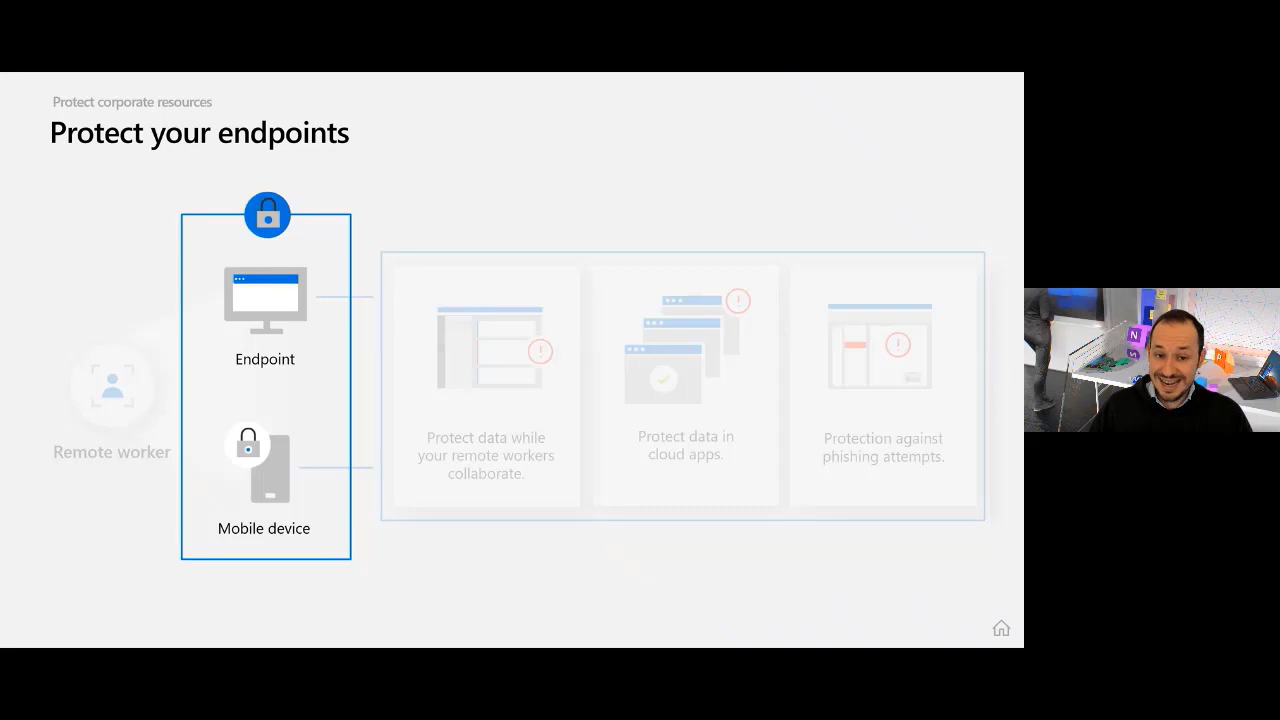 Protect corporate resources
Protect your endpoints
Endpoint
Mobile device
Remote worker
Protect data while
your remote workers
collaborate.
Protect data in
cloud apps.
Protection against
phishing attempts.
N
P